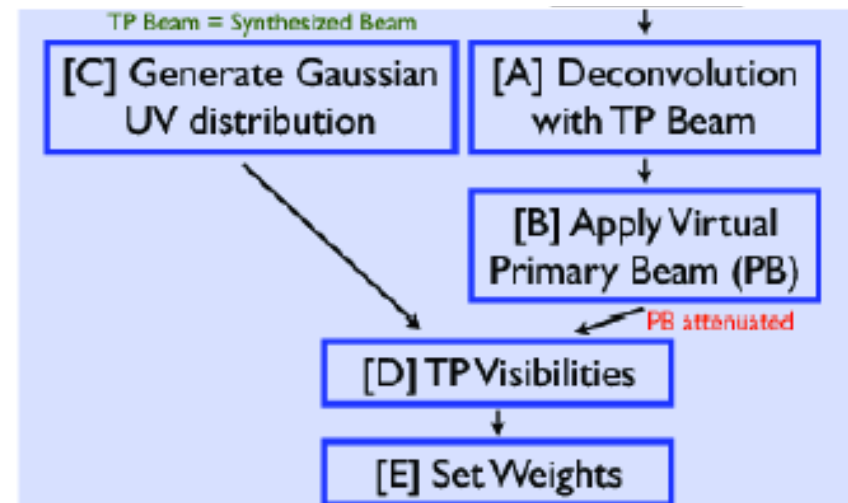 TP Beam = Synthesized Beam
[C] Generate Gaussian
UV distribution
[A] Deconvolution
with TP Beam
[B] Apply Virtual
Primary Beam (PB)
PB attenuated
[D] TP Visibilities
[E] Set Weights